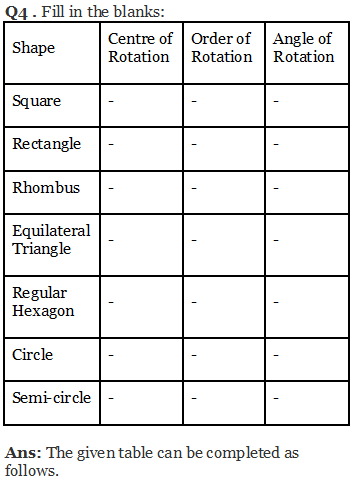 Q4 . Fill in the blanks:
Shape Centre of Rotation Order of Rotation Angle of Rotation
Square - - -
Rectangle - - -
Rhombus - - -
Equilateral Triangle - - -
Regular Hexagon - - -
Circle - - -
Semi-circle - - -
Ans: The given table can be completed as
follows.